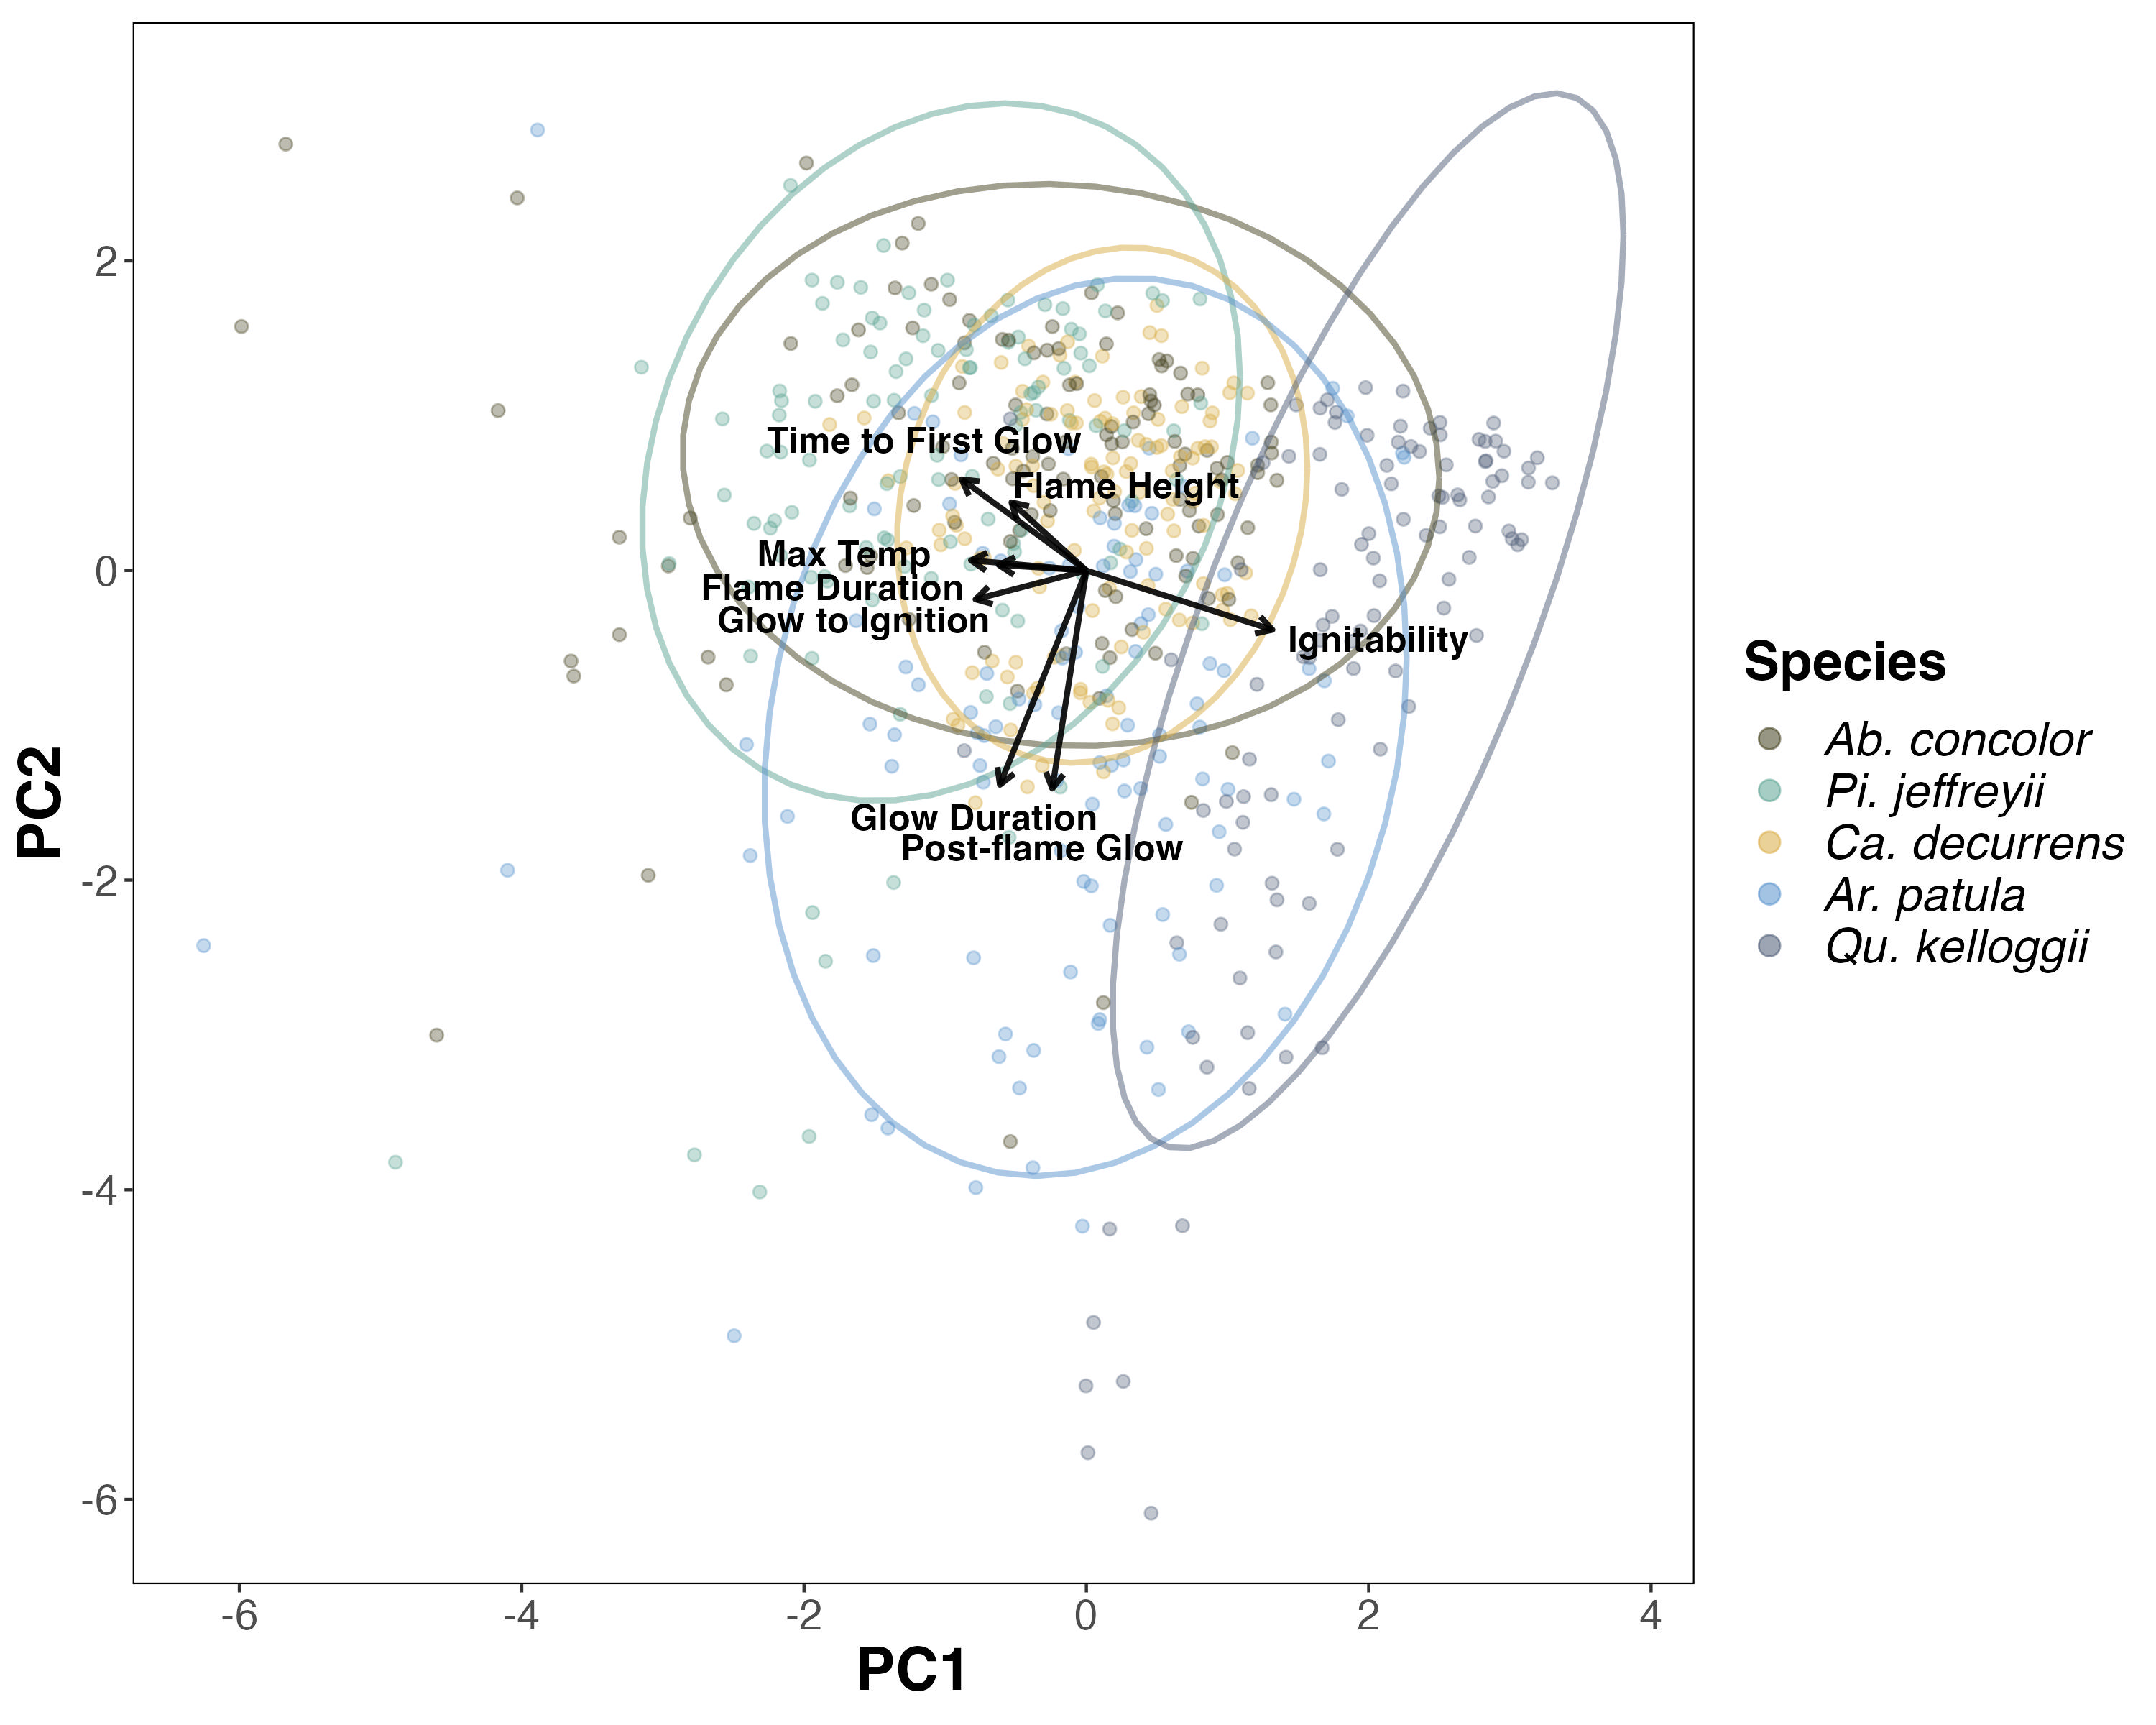 2
0
-2
-4
-6
PC2
Time to First Glow
Flame Height
Max Temp
Flame Duration
Glow to Ignition
Ignitability
Glow Duration
Post-flame Glow
-6
-4
-2
0
2
4
PC1
Species
Ab. concolor
Pi. jeffreyii
Ca. decurrens
Ar. patula
Qu. kelloggii